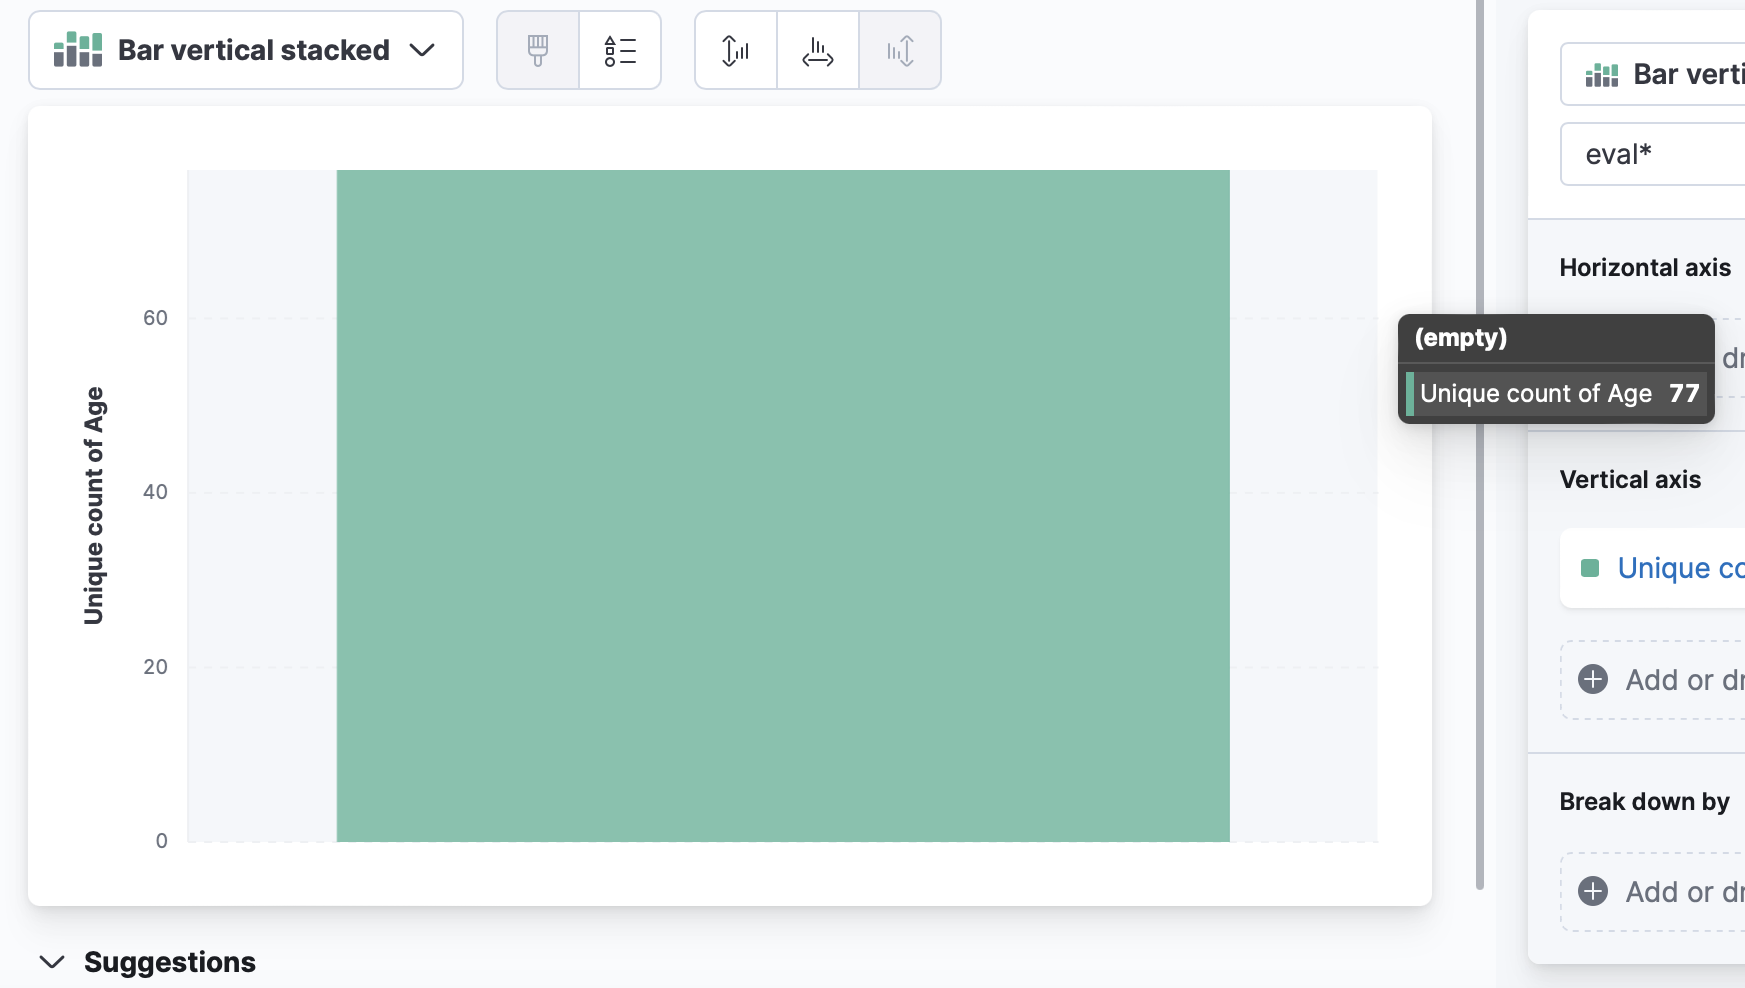 Bar vertical stacked
Unique count of Age
60
40
20
0
Suggestions
Bar verti
eval*
Horizontal axis
dr
(empty)
Unique count of Age 77
Vertical axis
Unique co
Add or dr
Break down by
Add or dr